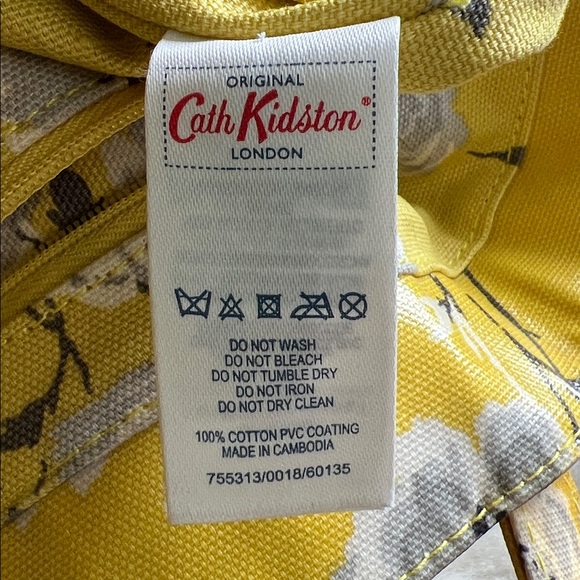 ORIGINAL
Cath Kidston®
LONDON
DO NOT WASH
DO NOT BLEACH
DO NOT TUMBLE DRY
DO NOT IRON
DO NOT DRY CLEAN
100% COTTON PVC COATING
MADE IN CAMBODIA
755313/0018/60135